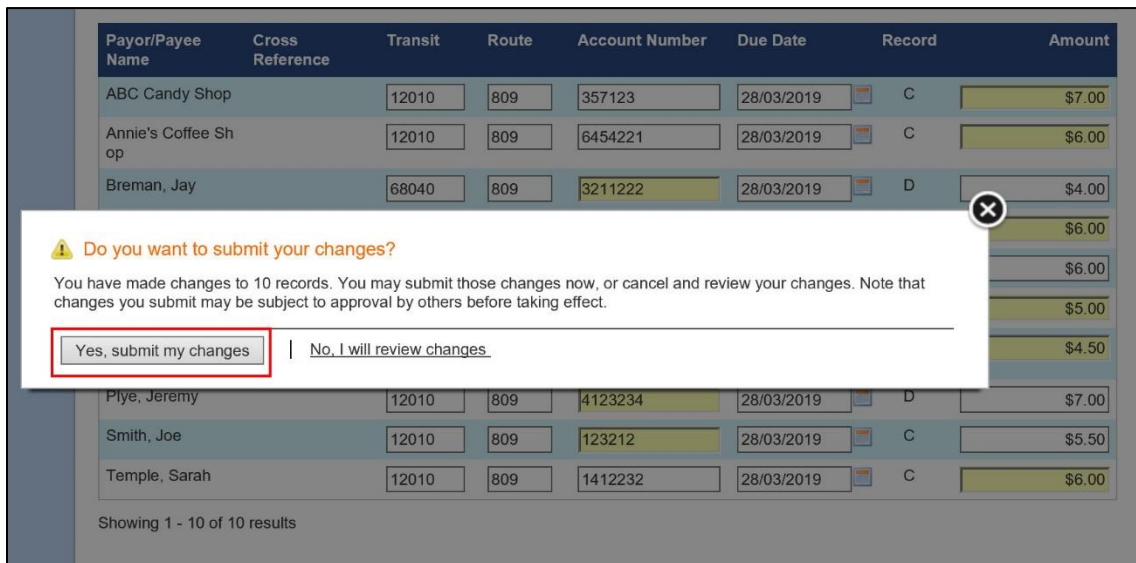 Payor/Payee Name Cross Reference Transit Route Account Number Due Date Record Amount
ABC Candy Shop 12010 809 357123 28/03/2019 C $7.00
Annie's Coffee Sh
op 12010 809 6454221 28/03/2019 C $6.00
Breman, Jay 68040 809 3211222 28/03/2019 D $4.00
$6.00
Do you want to submit your changes?
$6.00
You have made changes to 10 records. You may submit those changes now, or cancel and review your changes. Note that
changes you submit may be subject to approval by others before taking effect.
$5.00
Yes, submit my changes | No, I will review changes
$4.50
Plye, Jeremy 12010 809 4123234 28/03/2019 D $7.00
Smith, Joe 12010 809 123212 28/03/2019 C $5.50
Temple, Sarah 12010 809 1412232 28/03/2019 C $6.00
Showing 1 - 10 of 10 results